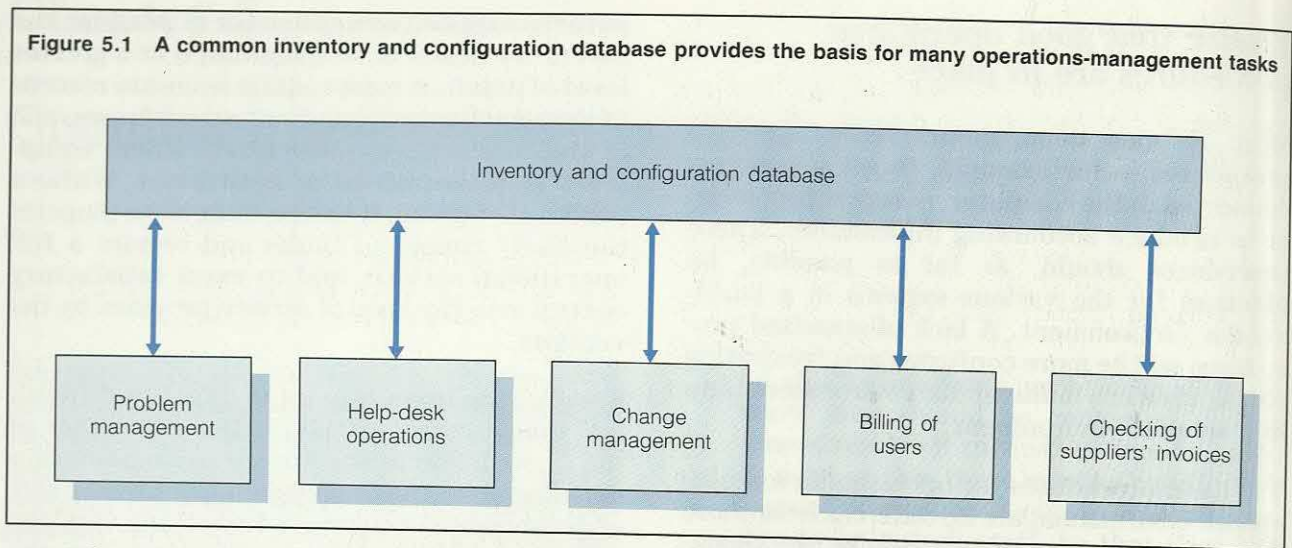 Figure 5.1 A common inventory and configuration database provides the basis for many operations-management tasks
Inventory and configuration database
Problem
management
Help-desk
operations
Change
management
Billing of
users
Checking of
suppliers' invoices